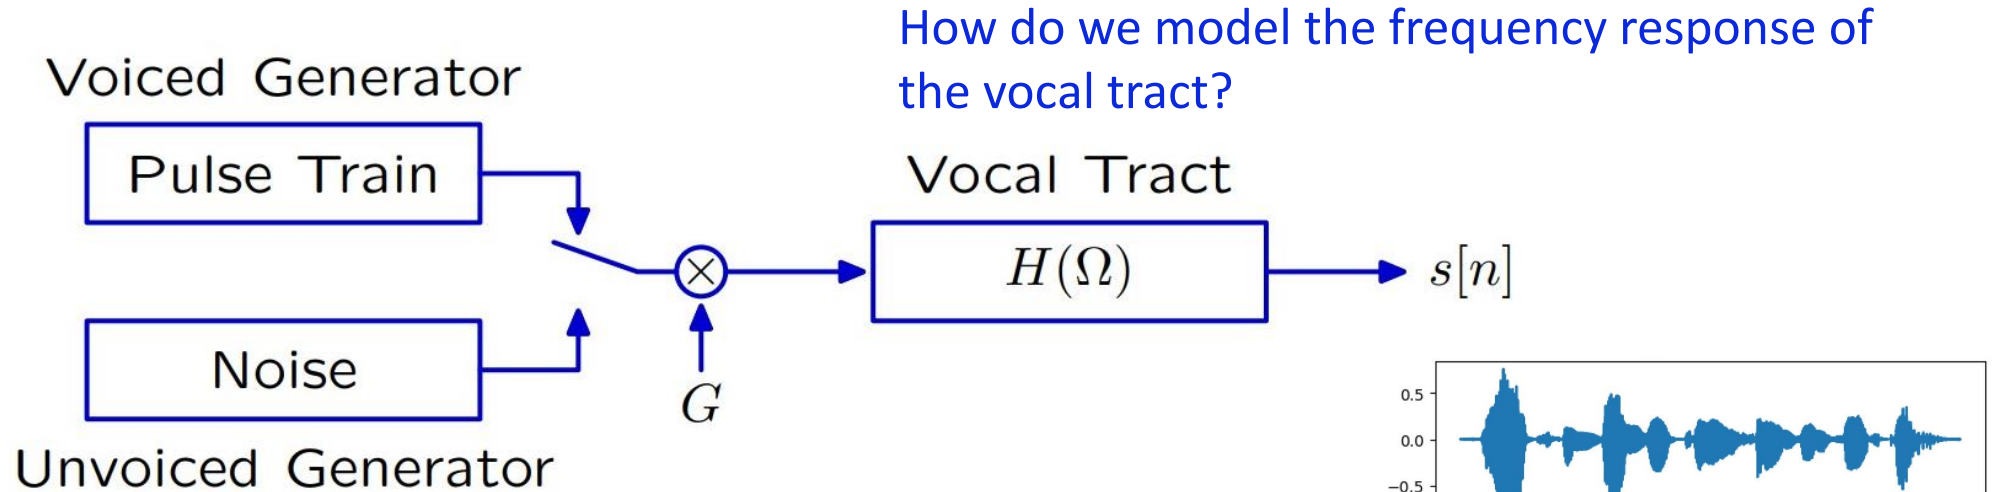 How do we model the frequency response of
the vocal tract?
Voiced Generator
Pulse Train
Vocal Tract
H(Ω)
s[n]
Noise
G
Unvoiced Generator
0.5
0.0
−0.5